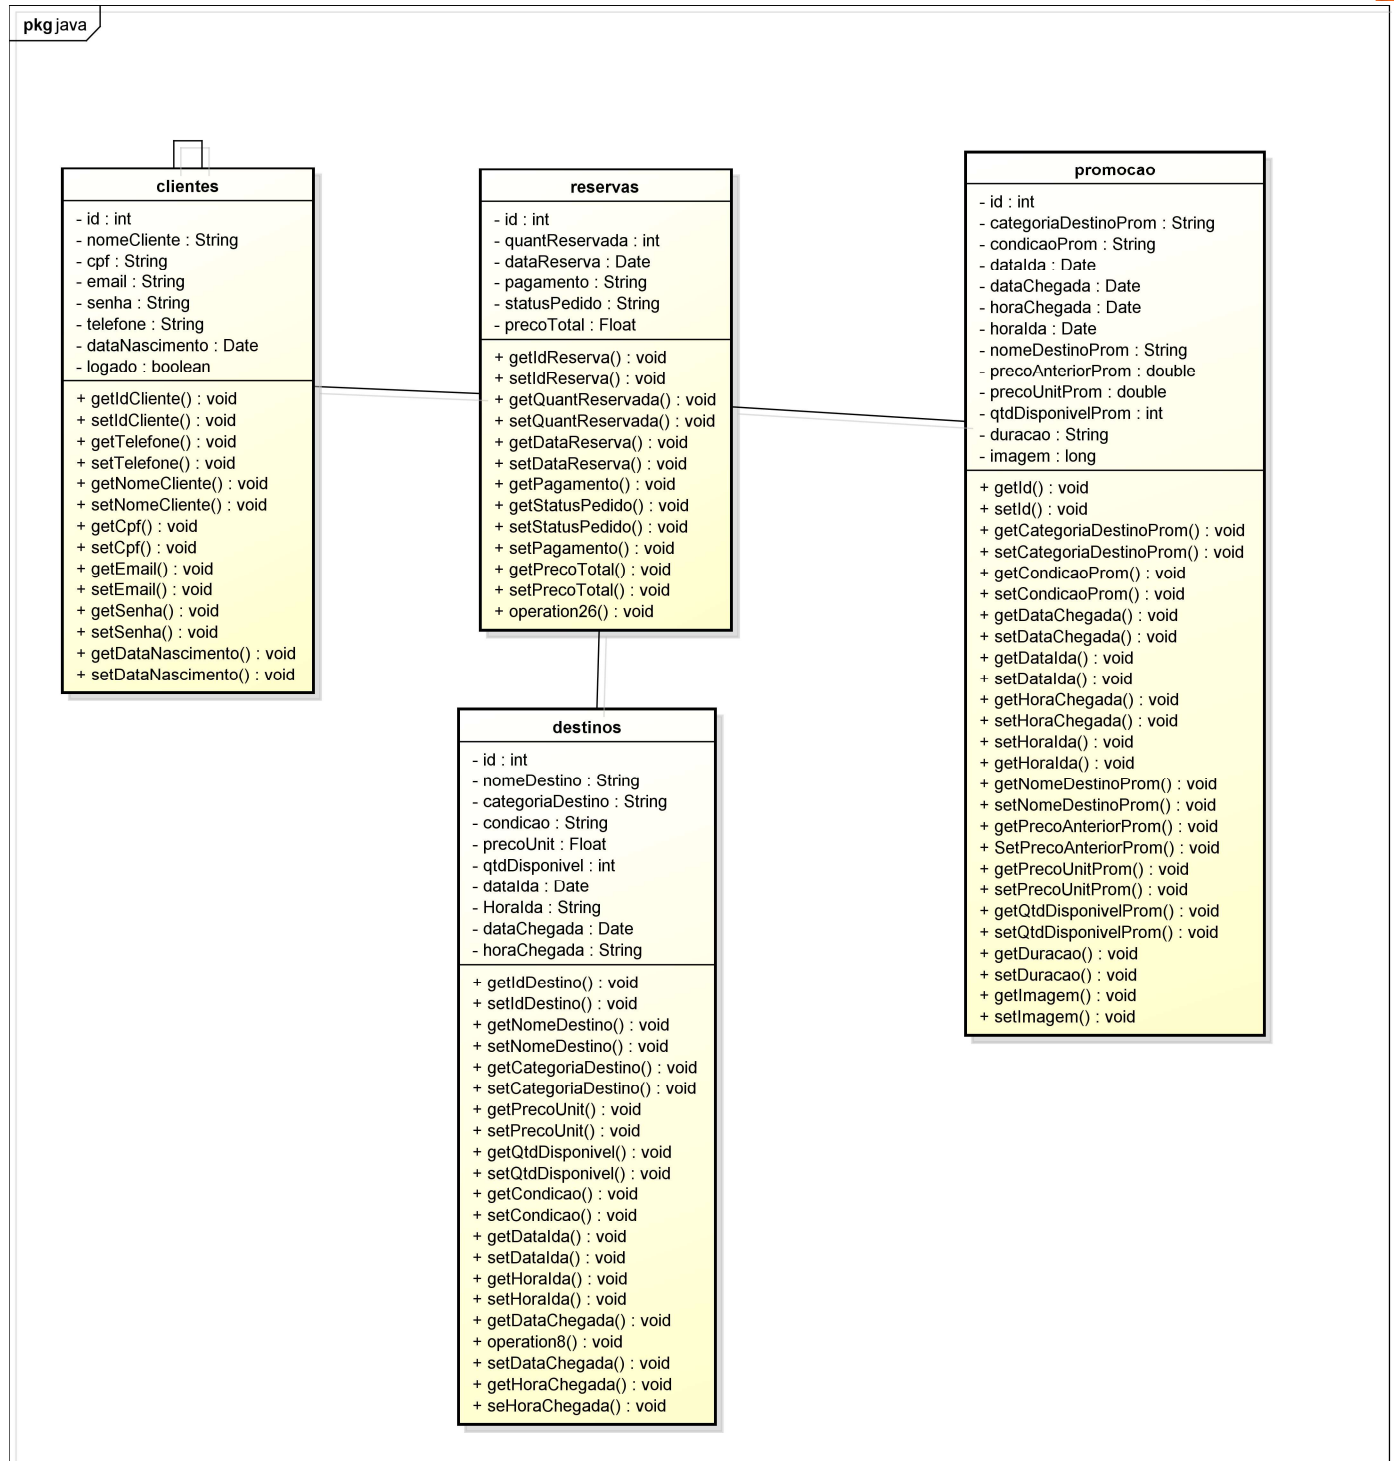 pkg java
clientes
- id : int
- nomeCliente : String
- cpf : String
- email : String
- senha : String
- telefone : String
- dataNascimento : Date
- logado : boolean
+ getIdCliente() : void
+ setIdCliente() : void
+ getTelefone() : void
+ setTelefone() : void
+ getNomeCliente() : void
+ setNomeCliente() : void
+ getCpf() : void
+ setCpf() : void
+ getEmail() : void
+ setEmail() : void
+ getSenha() : void
+ setSenha() : void
+ getDataNascimento() : void
+ setDataNascimento() : void
reservas
- id : int
- quantReservada : int
- dataReserva : Date
- pagamento : String
- statusPedido : String
- precoTotal : Float
+ getIdReserva() : void
+ setIdReserva() : void
+ getQuantReservada() : void
+ setQuantReservada() : void
+ getDataReserva() : void
+ setDataReserva() : void
+ getPagamento() : void
+ getStatusPedido() : void
+ setStatusPedido() : void
+ setPagamento() : void
+ getPrecoTotal() : void
+ setPrecoTotal() : void
+ operation26() : void
promocao
- id : int
- categoriaDestinoProm : String
- condicaoProm : String
- dataIda : Date
- dataChegada : Date
- horaChegada : Date
- horaIda : Date
- nomeDestinoProm : String
- precoAnteriorProm : double
- precoUnitProm : double
- qtdDisponivelProm : int
- duracao : String
- imagem : long
+ getId() : void
+ setId() : void
+ getCategoriaDestinoProm() : void
+ setCategoriaDestinoProm() : void
+ getCondicaoProm() : void
+ setCondicaoProm() : void
+ getDataChegada() : void
+ setDataChegada() : void
+ getDataIda() : void
+ setDataIda() : void
+ getHoraChegada() : void
+ setHoraChegada() : void
+ setHoraIda() : void
+ getHoraIda() : void
+ getNomeDestinoProm() : void
+ setNomeDestinoProm() : void
+ getPrecoAnteriorProm() : void
+ SetPrecoAnteriorProm() : void
+ getPrecoUnitProm() : void
+ setPrecoUnitProm() : void
+ getQtdDisponivelProm() : void
+ setQtdDisponivelProm() : void
+ getDuracao() : void
+ setDuracao() : void
+ getImagem() : void
+ setImagem() : void
destinos
- id : int
- nomeDestino : String
- categoriaDestino : String
- condicao : String
- precoUnit : Float
- qtdDisponivel : int
- dataIda : Date
- HoraIda : String
- dataChegada : Date
- horaChegada : String
+ getIdDestino() : void
+ setIdDestino() : void
+ getNomeDestino() : void
+ setNomeDestino() : void
+ getCategoriaDestino() : void
+ setCategoriaDestino() : void
+ getPrecoUnit() : void
+ setPrecoUnit() : void
+ getQtdDisponivel() : void
+ setQtdDisponivel() : void
+ getCondicao() : void
+ setCondicao() : void
+ getDataIda() : void
+ setDataIda() : void
+ getHoraIda() : void
+ setHoraIda() : void
+ getDataChegada() : void
+ operation8() : void
+ setDataChegada() : void
+ getHoraChegada() : void
+ seHoraChegada() : void